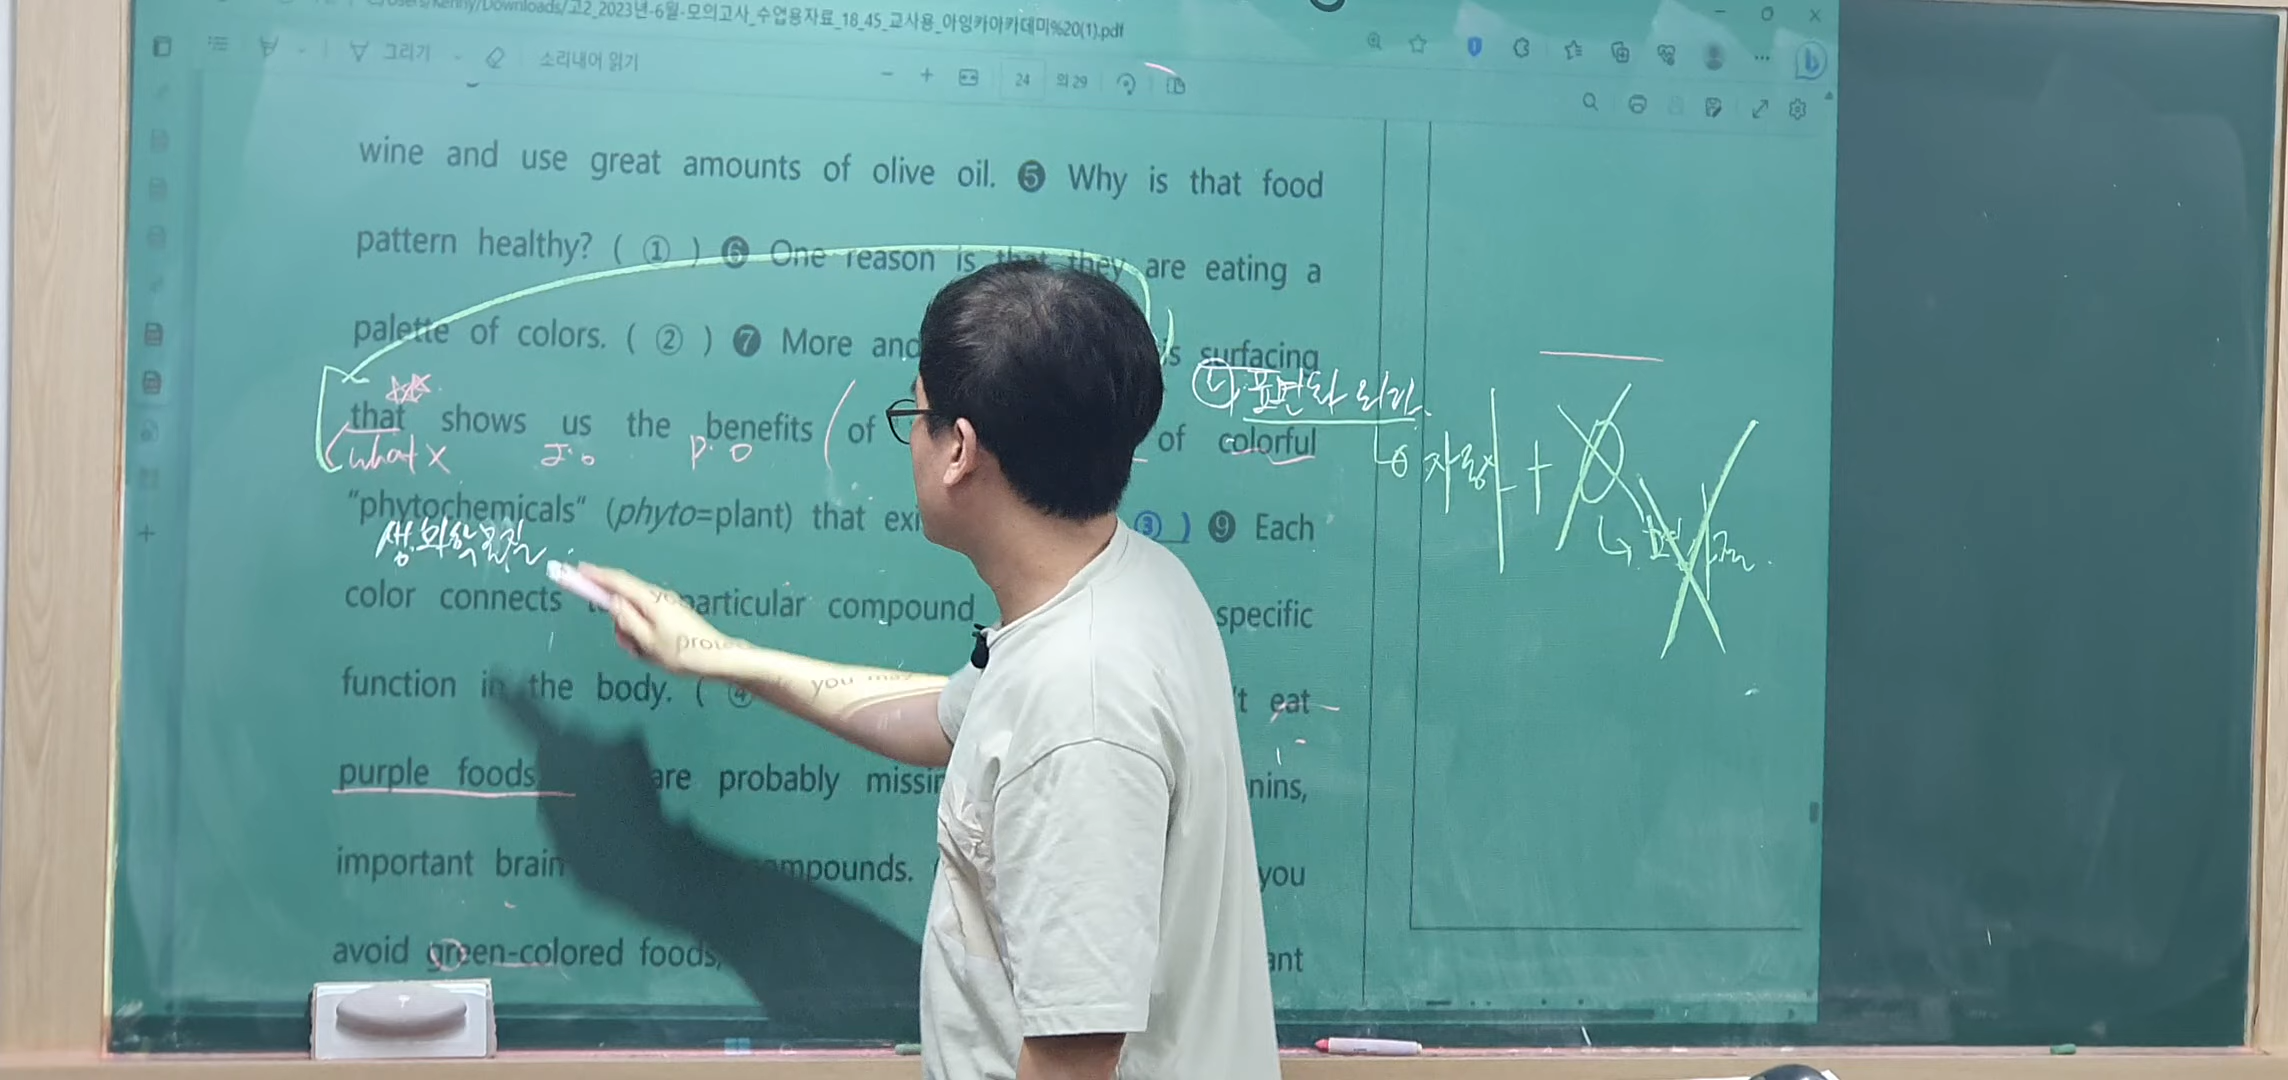 Users/Kenny/Downloads/고2_2023년-6월-모의고사_수업용자료_18_45_교사용_아잉카아카데미%20(1).pdf
그리기 소리내어 읽기 24 의 29
wine and use great amounts of olive oil. ❺ Why is that food
pattern healthy? ( ① ) ❻ One reason is that they are eating a
palette of colors. ( ② ) ❼ More and s surfacing
표면화 되다
that shows us the benefits of of colorful
what X I.O P.O
자동 +
"phytochemicals" (phyto=plant) that exi ③ ) ❾ Each
생화학물질
color connects particular compound specific
function in the body. ( ④ 't eat
purple foods, are probably missin nins,
important brain mpounds. you
avoid green-colored foods, ant